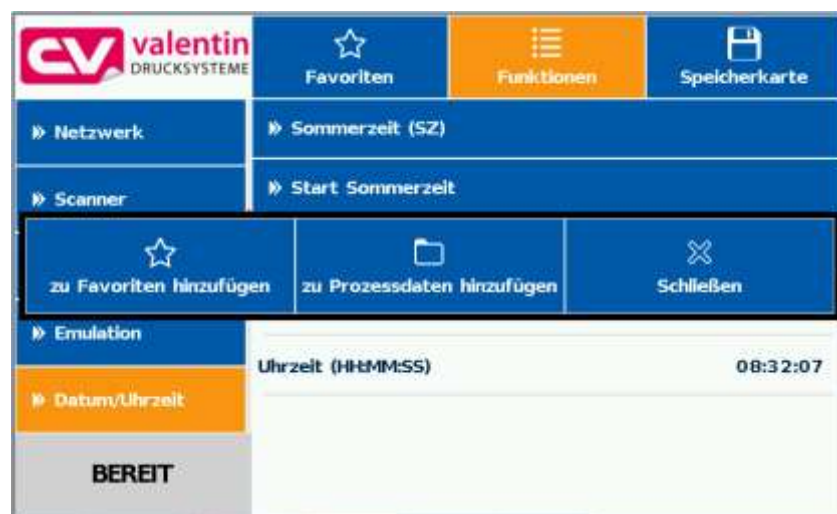 cv valentin
DRUCKSYSTEME
Favoriten
Funktionen
Speicherkarte
» Netzwerk
» Sommerzeit (SZ)
» Scanner
» Start Sommerzeit
zu Favoriten hinzufügen
zu Prozessdaten hinzufügen
Schließen
» Emulation
Uhrzeit (HH:MM:SS)
08:32:07
» Datum/Uhrzeit
BEREIT